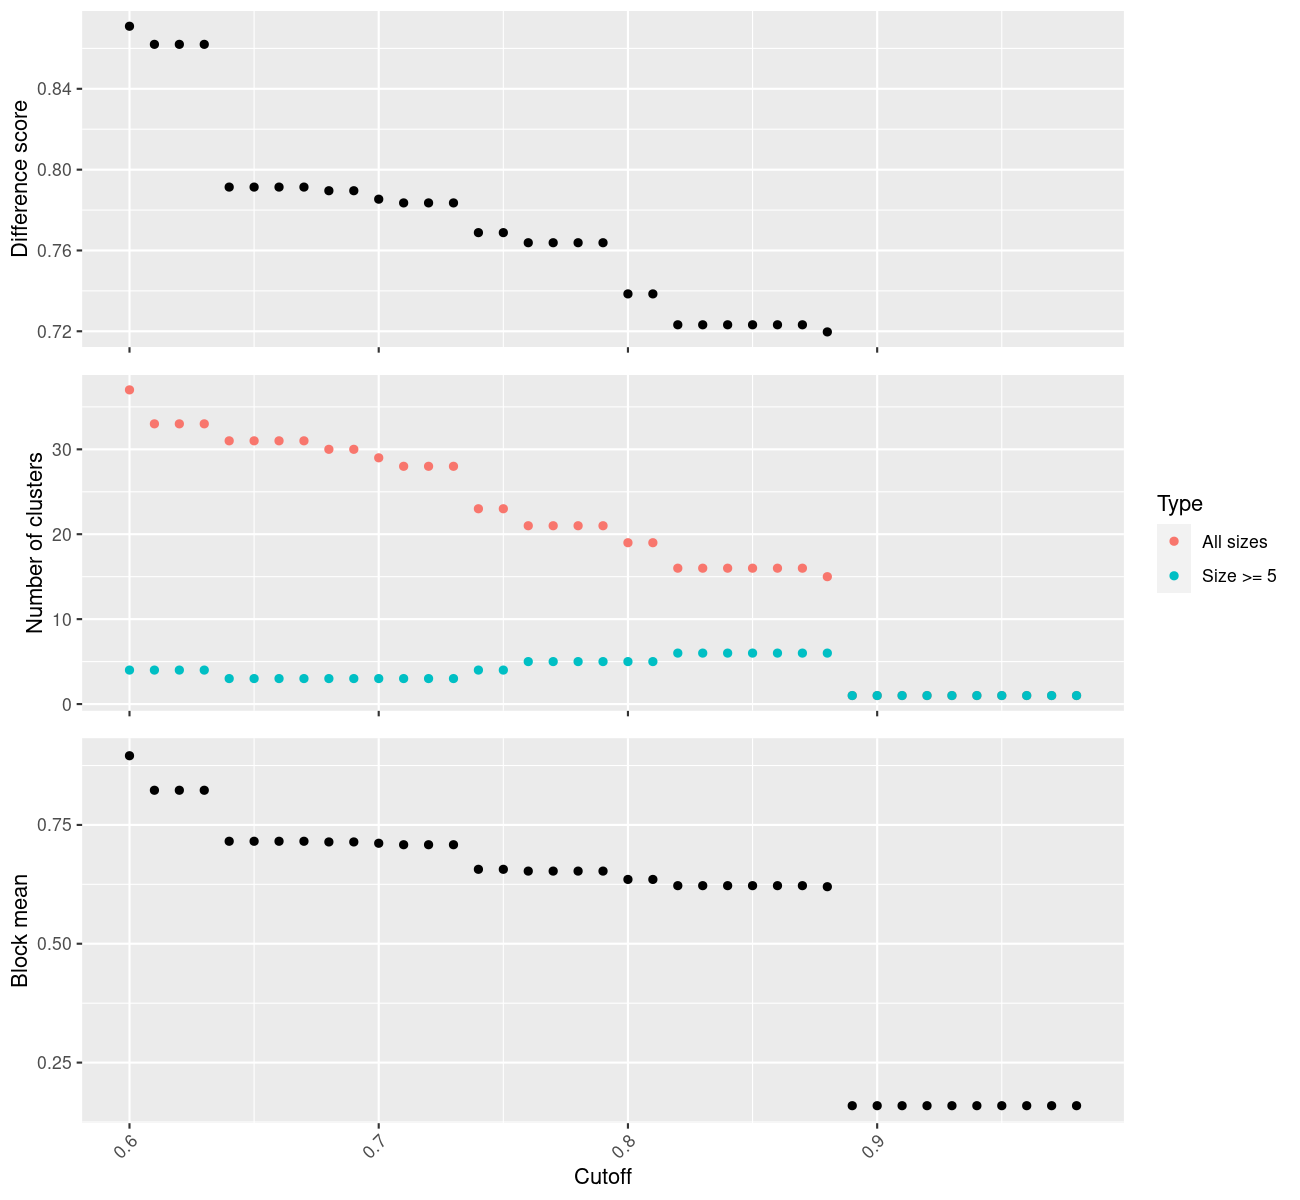 Difference score
0.84
0.80
0.76
0.72
Number of clusters
30
20
10
0
Type
All sizes
Size >= 5
Block mean
0.75
0.50
0.25
0.6
0.7
0.8
0.9
Cutoff